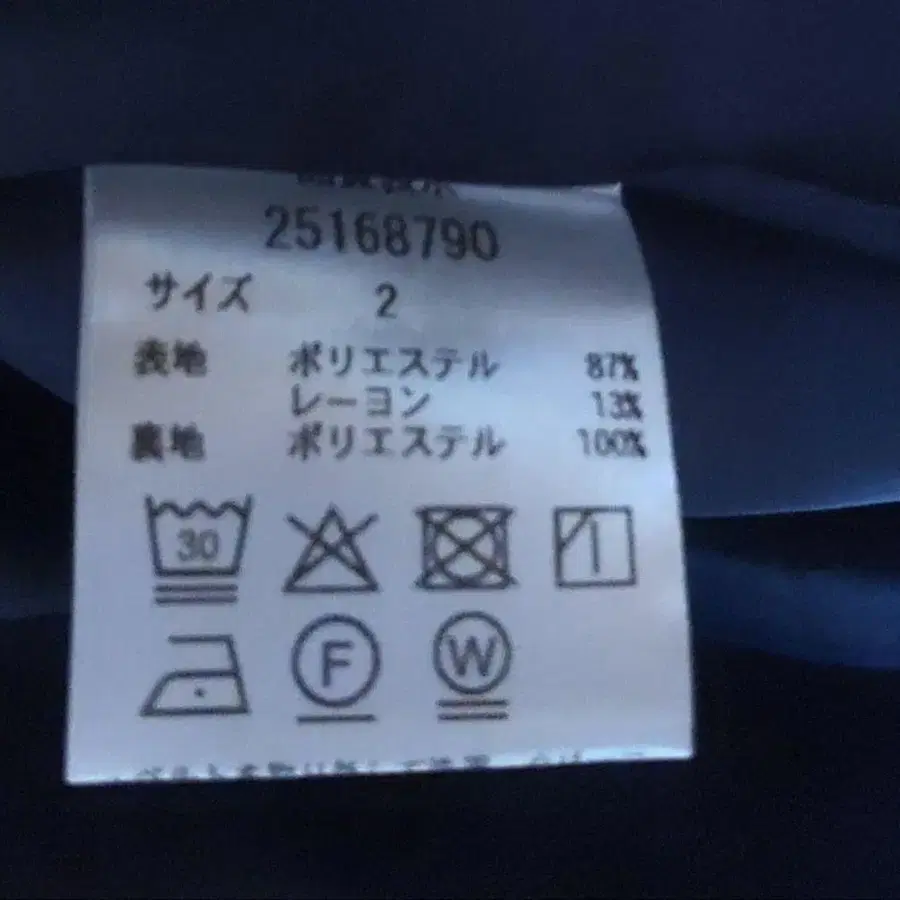 25168790
サイズ 2
表地 ポリエステル 87%
レーヨン 13%
裏地 ポリエステル 100%
30
F W